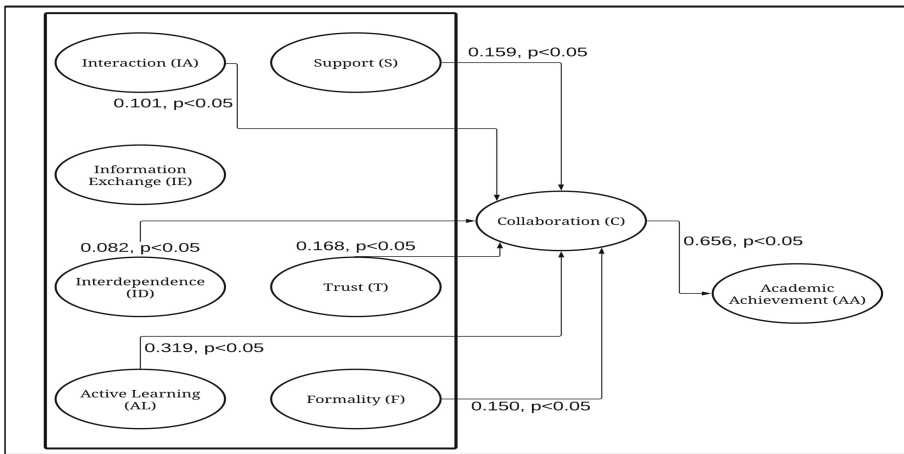 Interaction (IA)
Support (S)
0.159, p<0.05
0.101, p<0.05
Information
Exchange (IE)
Collaboration (C)
0.082, p<0.05
0.168, p<0.05
0.656, p<0.05
Interdependence
(ID)
Trust (T)
Academic
Achievement (AA)
0.319, p<0.05
Active Learning
(AL)
Formality (F)
0.150, p<0.05